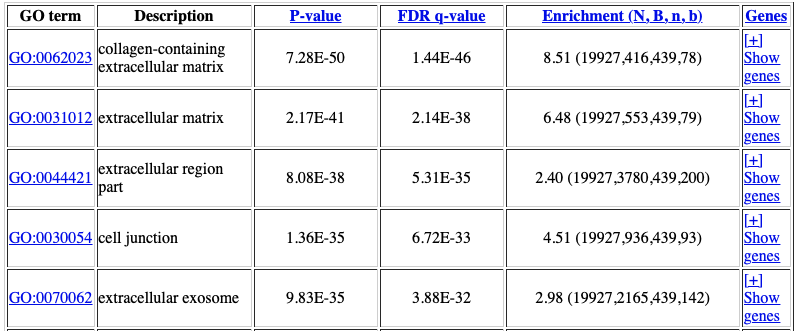 GO term Description P-value FDR q-value Enrichment (N, B, n, b) Genes
GO:0062023 collagen-containing extracellular matrix 7.28E-50 1.44E-46 8.51 (19927,416,439,78) [+] Show genes
GO:0031012 extracellular matrix 2.17E-41 2.14E-38 6.48 (19927,553,439,79) [+] Show genes
GO:0044421 extracellular region part 8.08E-38 5.31E-35 2.40 (19927,3780,439,200) [+] Show genes
GO:0030054 cell junction 1.36E-35 6.72E-33 4.51 (19927,936,439,93) [+] Show genes
GO:0070062 extracellular exosome 9.83E-35 3.88E-32 2.98 (19927,2165,439,142) [+] Show genes